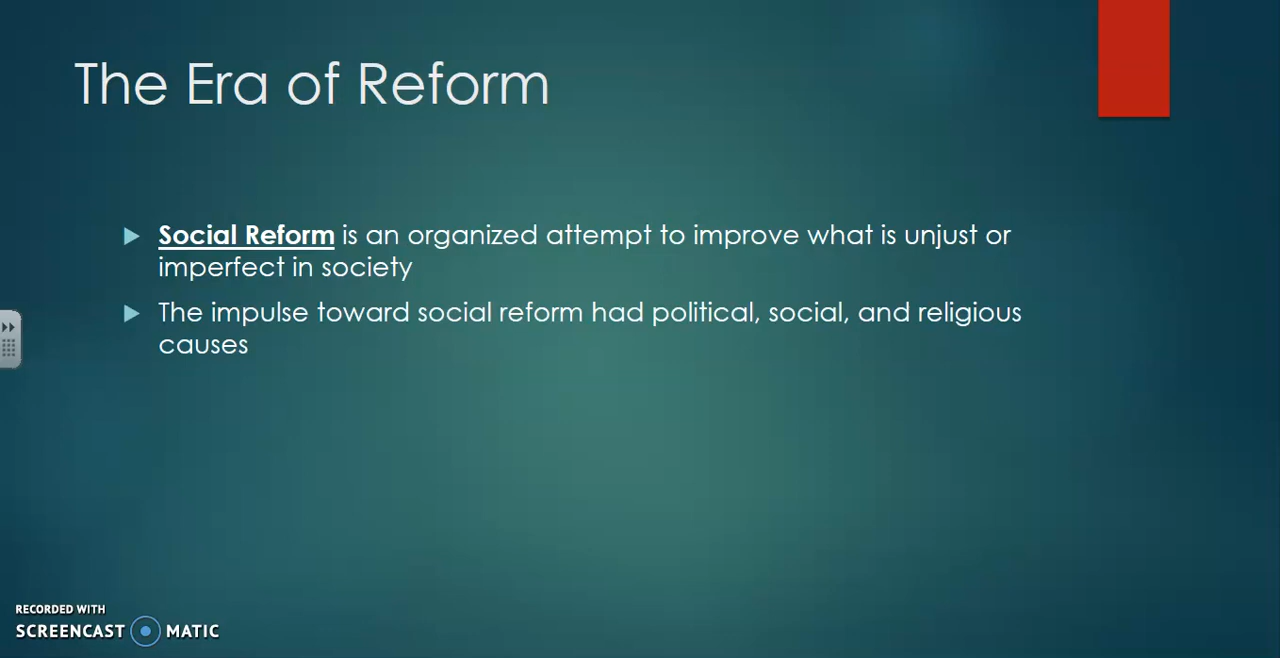 The Era of Reform
Social Reform is an organized attempt to improve what is unjust or
imperfect in society
The impulse toward social reform had political, social, and religious
causes
RECORDED WITH
SCREENCAST MATIC